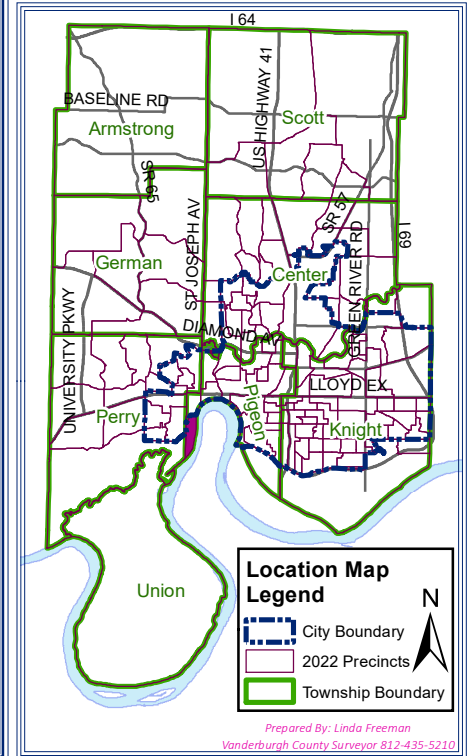 I 64
BASELINE RD
Armstrong
US HIGHWAY 41
Scott
SR 65
SR 57
I 69
German
ST JOSEPH AV
Center
GREEN RIVER RD
UNIVERSITY PKWY
DIAMOND AV
LLOYD EX
Perry
Pigeon
Knight
Union
Location Map
Legend
N
City Boundary
2022 Precincts
Township Boundary
Prepared By: Linda Freeman
Vanderburgh County Surveyor 812-435-5210